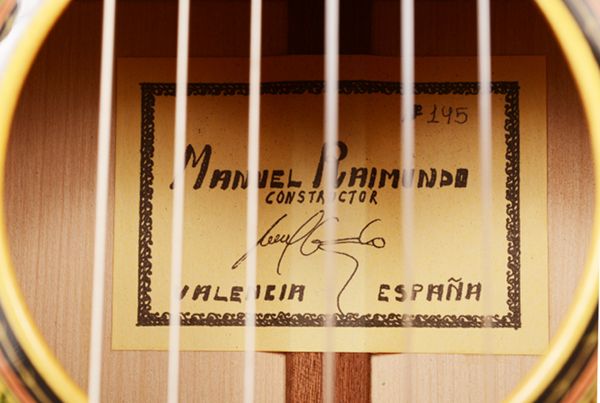 Nº 145
MANUEL RAIMUNDO
CONSTRUCTOR
VALENCIA ESPAÑA